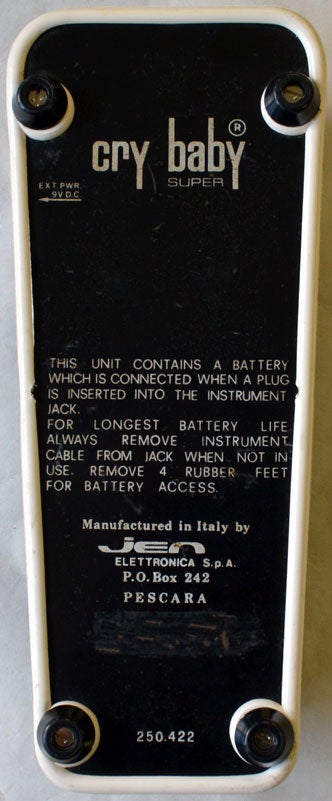 cry baby®
SUPER
EXT. PWR.
9V D.C.
THIS UNIT CONTAINS A BATTERY
WHICH IS CONNECTED WHEN A PLUG
IS INSERTED INTO THE INSTRUMENT
JACK.
FOR LONGEST BATTERY LIFE
ALWAYS REMOVE INSTRUMENT
CABLE FROM JACK WHEN NOT IN
USE. REMOVE 4 RUBBER FEET
FOR BATTERY ACCESS
Manufactured in Italy by
Jen
ELETTRONICA S.p.A.
P.O. Box 242
PESCARA
250.422